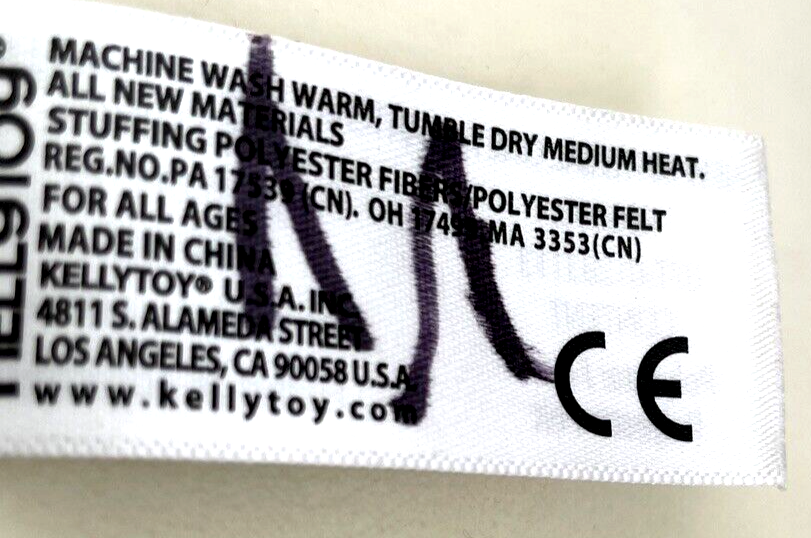 KELLYTOY®
MACHINE WASH WARM, TUMBLE DRY MEDIUM HEAT.
ALL NEW MATERIALS
STUFFING POLYESTER FIBERS/POLYESTER FELT
REG.NO.PA 17539 (CN). OH 17499 MA 3353(CN)
FOR ALL AGES
MADE IN CHINA
KELLYTOY® U.S.A. INC.
4811 S. ALAMEDA STREET
LOS ANGELES, CA 90058 U.S.A.
www.kellytoy.com
CE